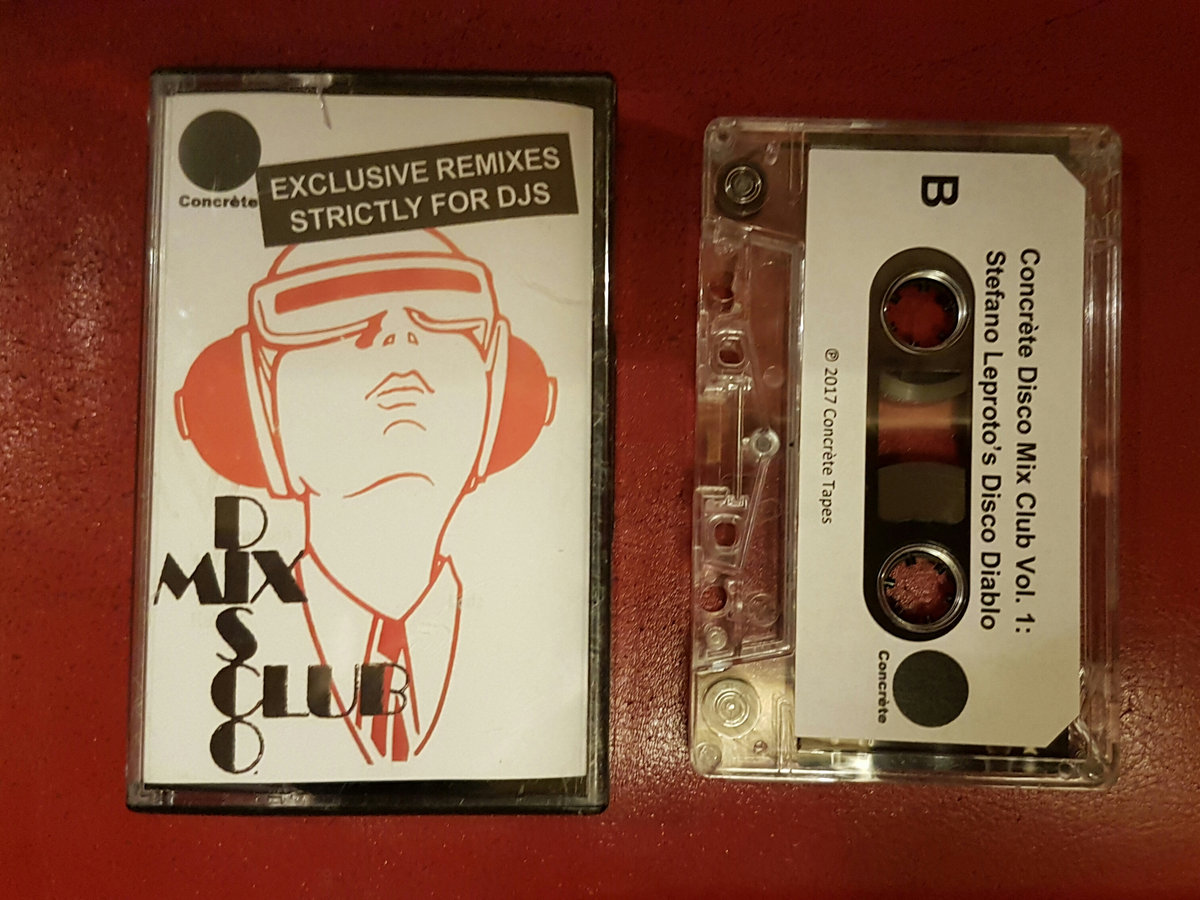 Concrète
EXCLUSIVE REMIXES
STRICTLY FOR DJS
DISCO
MIX
CLUB
B
Concrète Disco Mix Club Vol. 1:
Stefano Leproto's Disco Diablo
℗ 2017 Concrète Tapes
Concrète